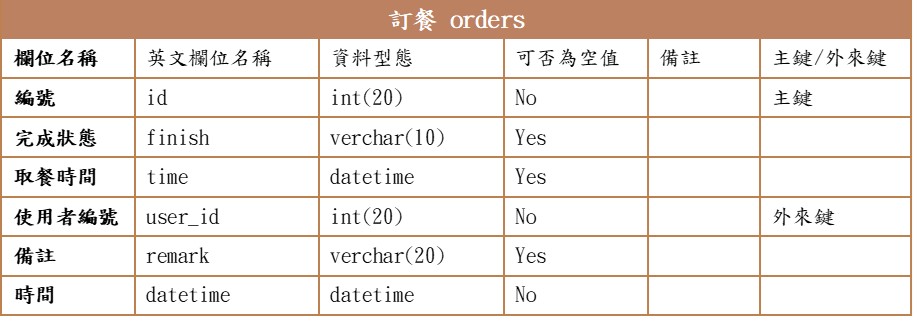 訂餐 orders
欄位名稱 英文欄位名稱 資料型態 可否為空值 備註 主鍵/外來鍵
編號 id int(20) No 主鍵
完成狀態 finish verchar(10) Yes
取餐時間 time datetime Yes
使用者編號 user_id int(20) No 外來鍵
備註 remark verchar(20) Yes
時間 datetime datetime No